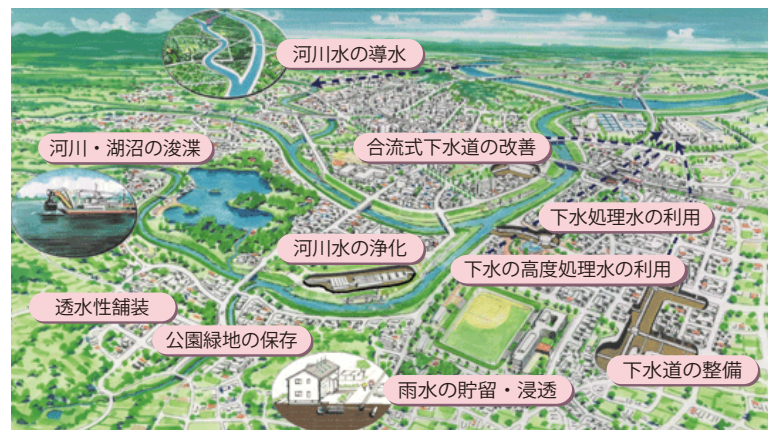 河川水の導水
河川・湖沼の浚渫
合流式下水道の改善
下水処理水の利用
河川水の浄化
下水の高度処理水の利用
透水性舗装
公園緑地の保存
下水道の整備
雨水の貯留・浸透